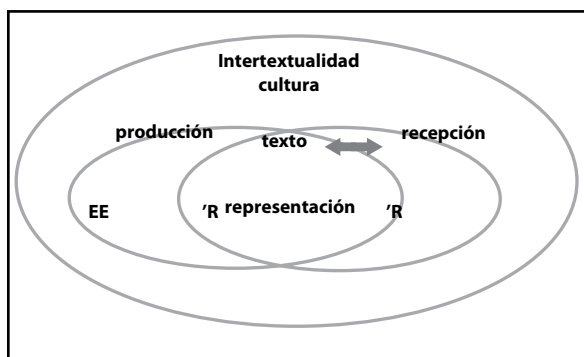 Intertextualidad
cultura
producción
texto
recepción
EE
’R representación ’R